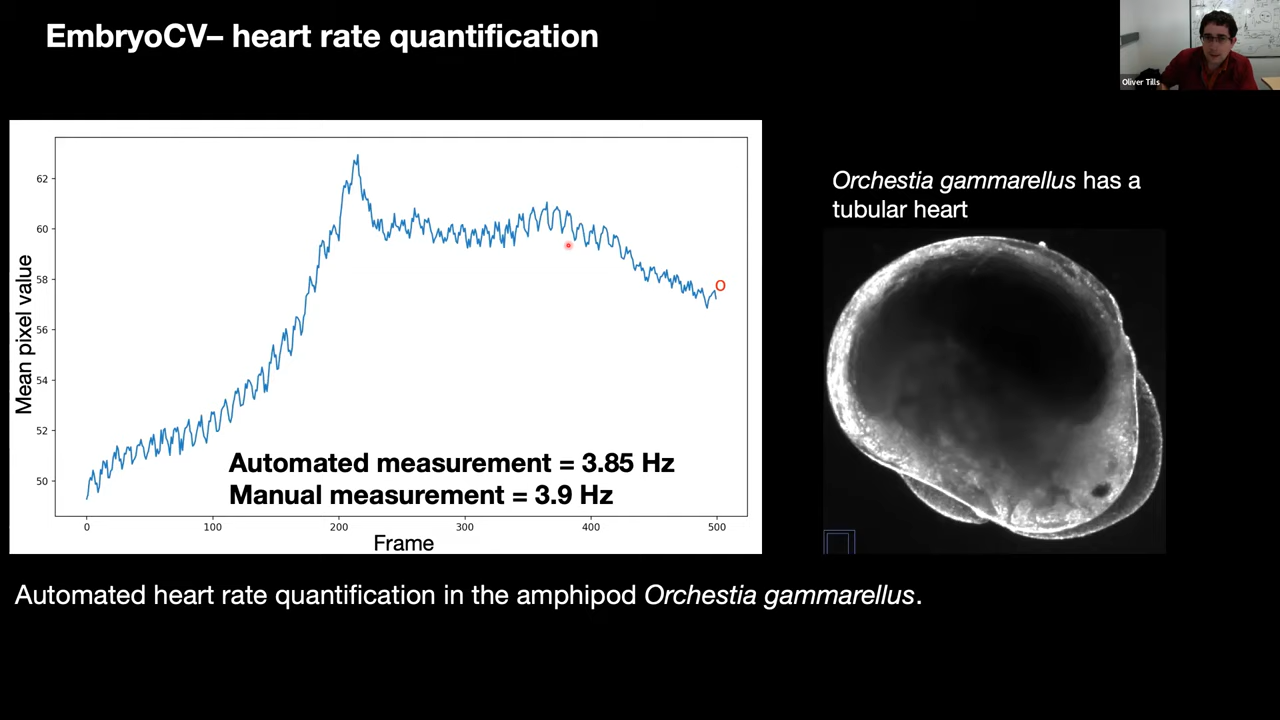 EmbryoCV– heart rate quantification
Oliver Tills
Mean pixel value
62
60
58
56
54
52
50
0
100
200
300
400
500
Frame
O
Automated measurement = 3.85 Hz
Manual measurement = 3.9 Hz
Orchestia gammarellus has a
tubular heart
Automated heart rate quantification in the amphipod Orchestia gammarellus.